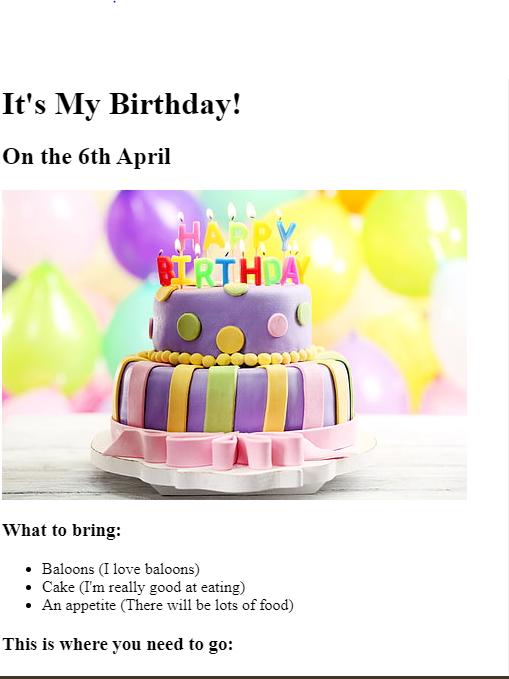 It's My Birthday!
On the 6th April
HAPPY
BIRTHDAY
What to bring:
Baloons (I love baloons)
Cake (I'm really good at eating)
An appetite (There will be lots of food)
This is where you need to go: